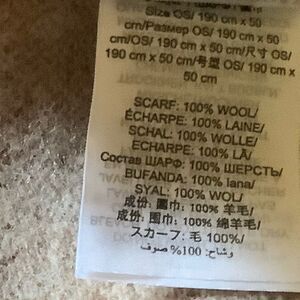 Size OS/ 190 cm x 50
cm/Размер OS/ 190 cm x 50
cm/OS/ 190 cm x 50 cm/尺寸 OS/
190 cm x 50 cm/号型 OS/ 190 cm x
50 cm
SCARF: 100% WOOL/
ÉCHARPE: 100% LAINE/
SCHAL: 100% WOLLE/
ECHARPE: 100% LÃ/
Состав ШАРФ: 100% ШЕРСТЬ/
BUFANDA: 100% lana/
SYAL: 100% WOL/
成份: 圍巾: 100% 羊毛/
成份: 围巾: 100% 绵羊毛/
スカーフ: 毛 100%/
وشاح: 100% صوف